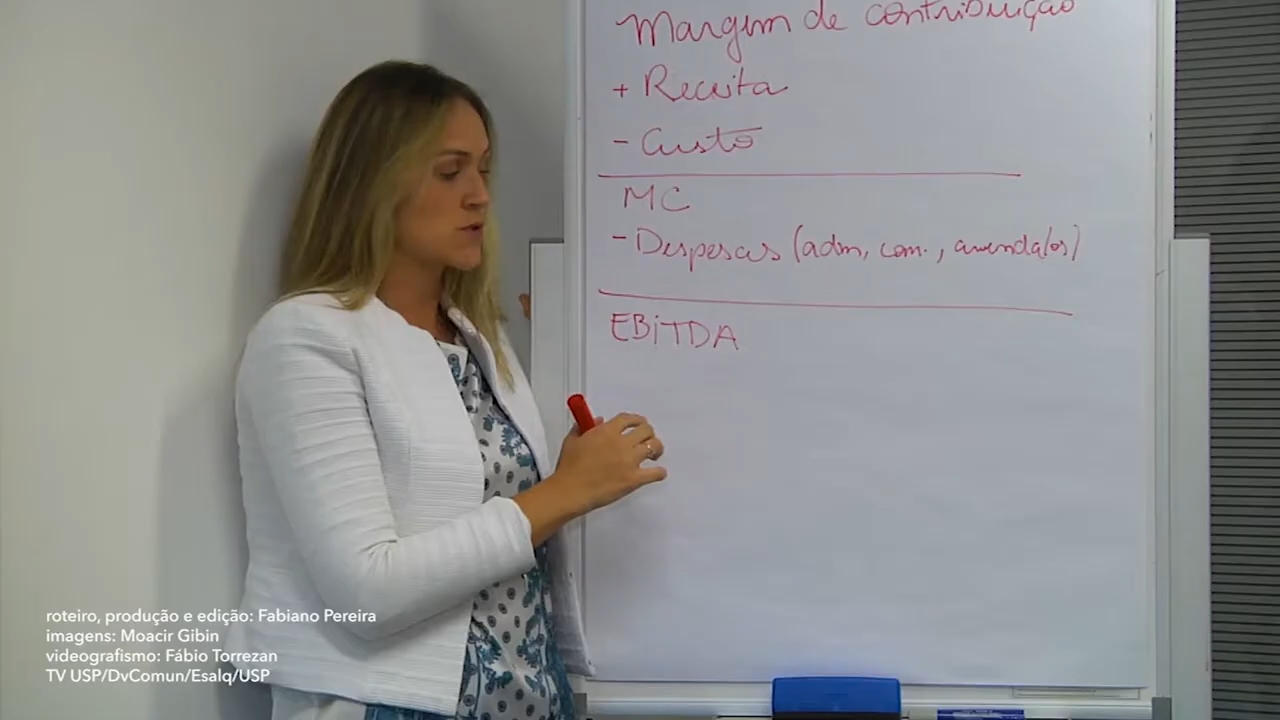 Margem de contribuição
+ Receita
- Custo
MC
- Despesas (adm, com.,
EBITDA
roteiro, produção e edição: Fabiano Pereira
imagens: Moacir Gibin
videografismo: Fábio Torrezan
TV USP/DvComun/Esalq/USP